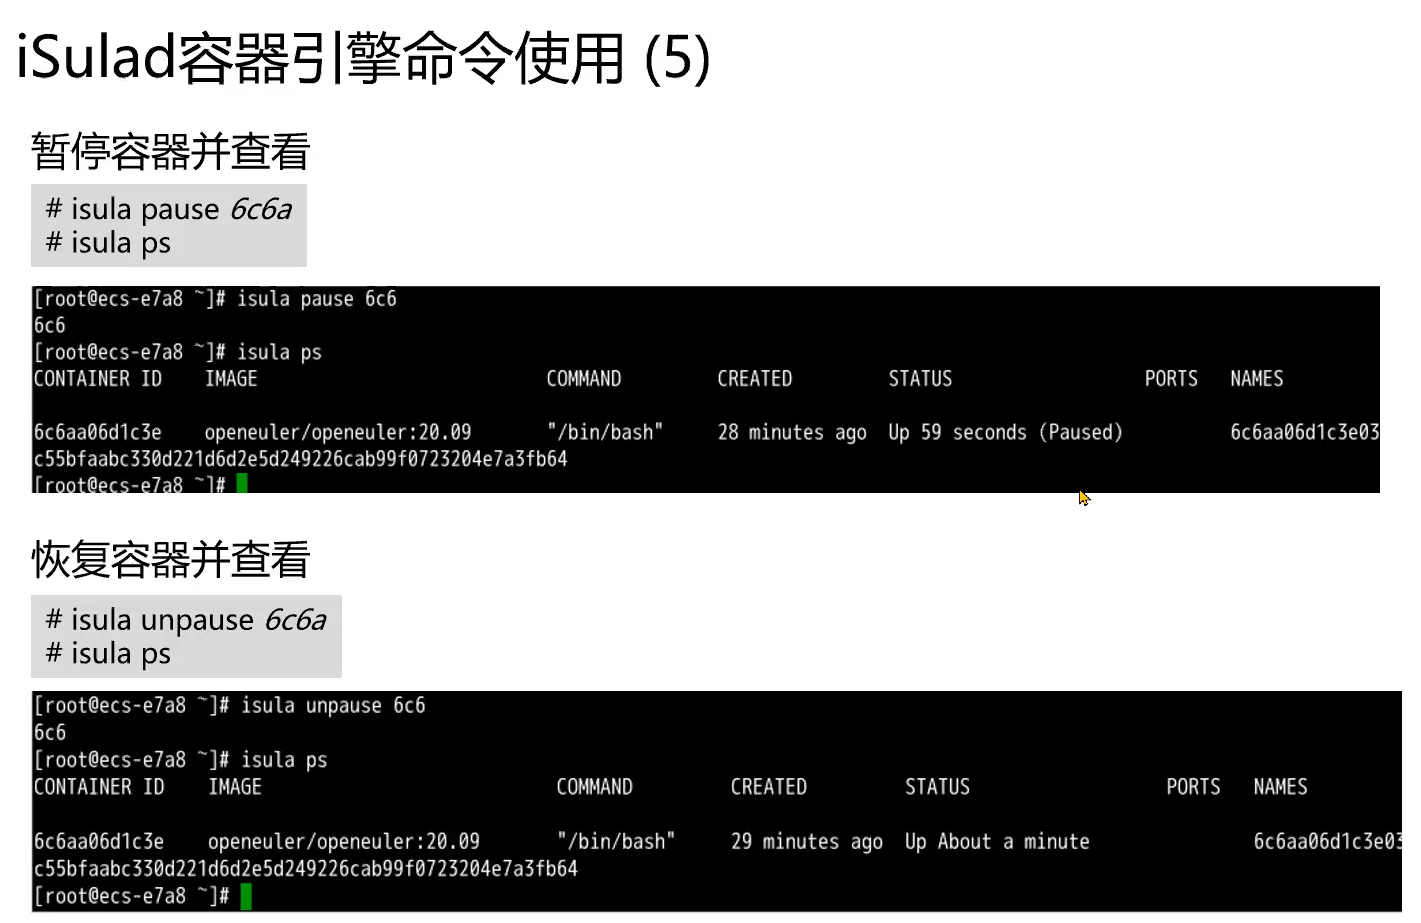 iSulad容器引擎命令使用 (5)
暂停容器并查看
# isula pause 6c6a
# isula ps
[root@ecs-e7a8 ~]# isula pause 6c6
6c6
[root@ecs-e7a8 ~]# isula ps
CONTAINER ID IMAGE COMMAND CREATED STATUS PORTS NAMES
6c6aa06d1c3e openeuler/openeuler:20.09 "/bin/bash" 28 minutes ago Up 59 seconds (Paused) 6c6aa06d1c3e03
c55bfaabc330d221d6d2e5d249226cab99f0723204e7a3fb64
[root@ecs-e7a8 ~]#
恢复容器并查看
# isula unpause 6c6a
# isula ps
[root@ecs-e7a8 ~]# isula unpause 6c6
6c6
[root@ecs-e7a8 ~]# isula ps
CONTAINER ID IMAGE COMMAND CREATED STATUS PORTS NAMES
6c6aa06d1c3e openeuler/openeuler:20.09 "/bin/bash" 29 minutes ago Up About a minute 6c6aa06d1c3e03
c55bfaabc330d221d6d2e5d249226cab99f0723204e7a3fb64
[root@ecs-e7a8 ~]#